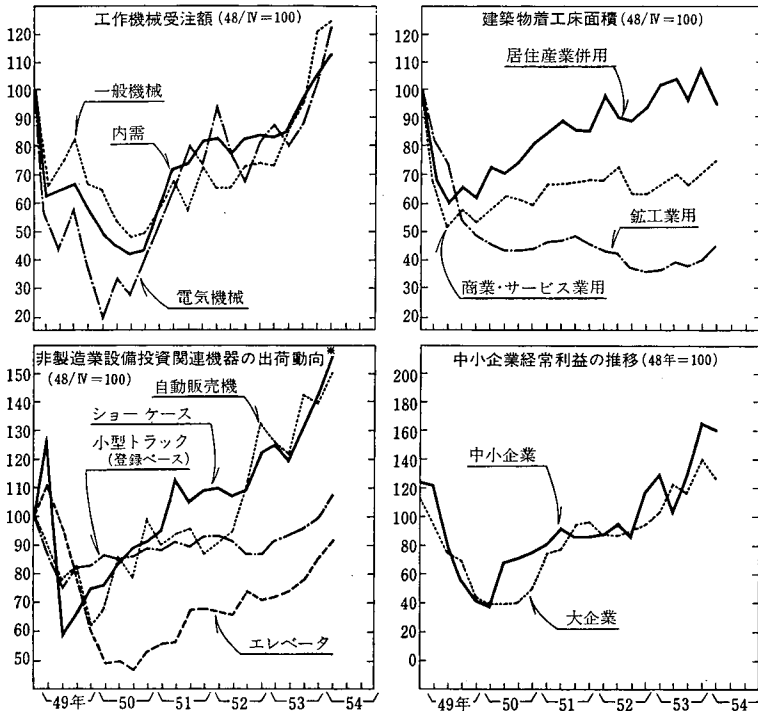 工作機械受注額(48/Ⅳ=100)
120
110
100
90
80
70
60
50
40
30
20
一般機械
内需
電気機械
建築物着工床面積(48/Ⅳ=100)
120
110
100
90
80
70
60
50
40
30
20
居住産業併用
鉱工業用
商業・サービス業用
非製造業設備投資関連機器の出荷動向
(48/Ⅳ=100)
150
140
130
120
110
100
90
80
70
60
50
*
自動販売機
ショーケース
小型トラック
(登録ベース)
エレベータ
49年 50 51 52 53 54
中小企業経常利益の推移(48年=100)
200
180
160
140
120
100
80
60
40
20
0
中小企業
大企業
49年 50 51 52 53 54